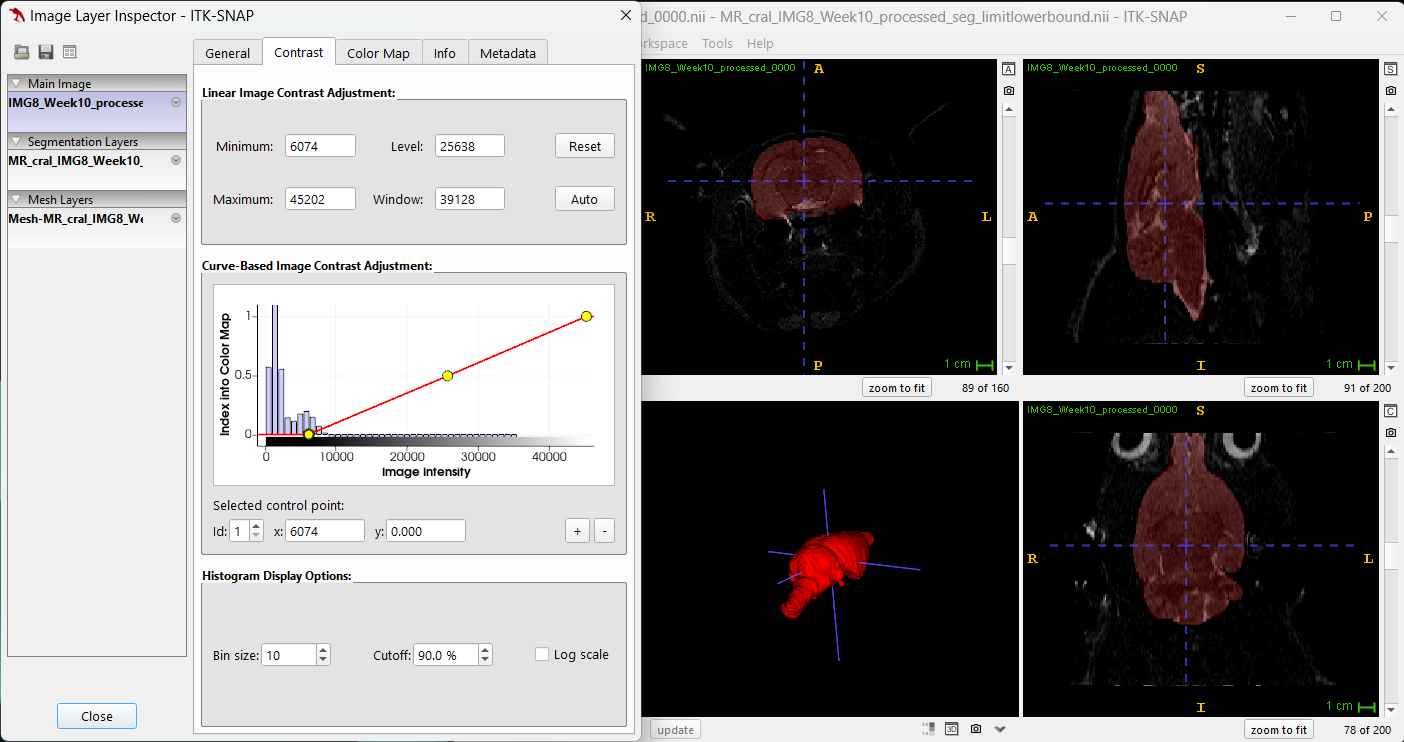 Image Layer Inspector - ITK-SNAP
General
Contrast
Color Map
Info
Metadata
Main Image
IMG8_Week10_processe
Segmentation Layers
MR_cral_IMG8_Week10_
Mesh Layers
Mesh-MR_cral_IMG8_We
Close
Linear Image Contrast Adjustment:
Minimum: 6074 Level: 25638 Reset
Maximum: 45202 Window: 39128 Auto
Curve-Based Image Contrast Adjustment:
Index into Color Map
1
0.5
0
0 10000 20000 30000 40000
Image Intensity
Selected control point:
Id: 1 x: 6074 y: 0.000 + -
Histogram Display Options:
Bin size: 10 Cutoff: 90.0 % Log scale
d_0000.nii - MR_cral_IMG8_Week10_processed_seg_limitlowerbound.nii - ITK-SNAP
rkspace Tools Help
IMG8_Week10_processed_0000
A
R L
P
1 cm
A
zoom to fit 89 of 160
IMG8_Week10_processed_0000
S
A P
I
1 cm
S
zoom to fit 91 of 200
update
3D
IMG8_Week10_processed_0000
S
R L
I
1 cm
C
zoom to fit 78 of 200